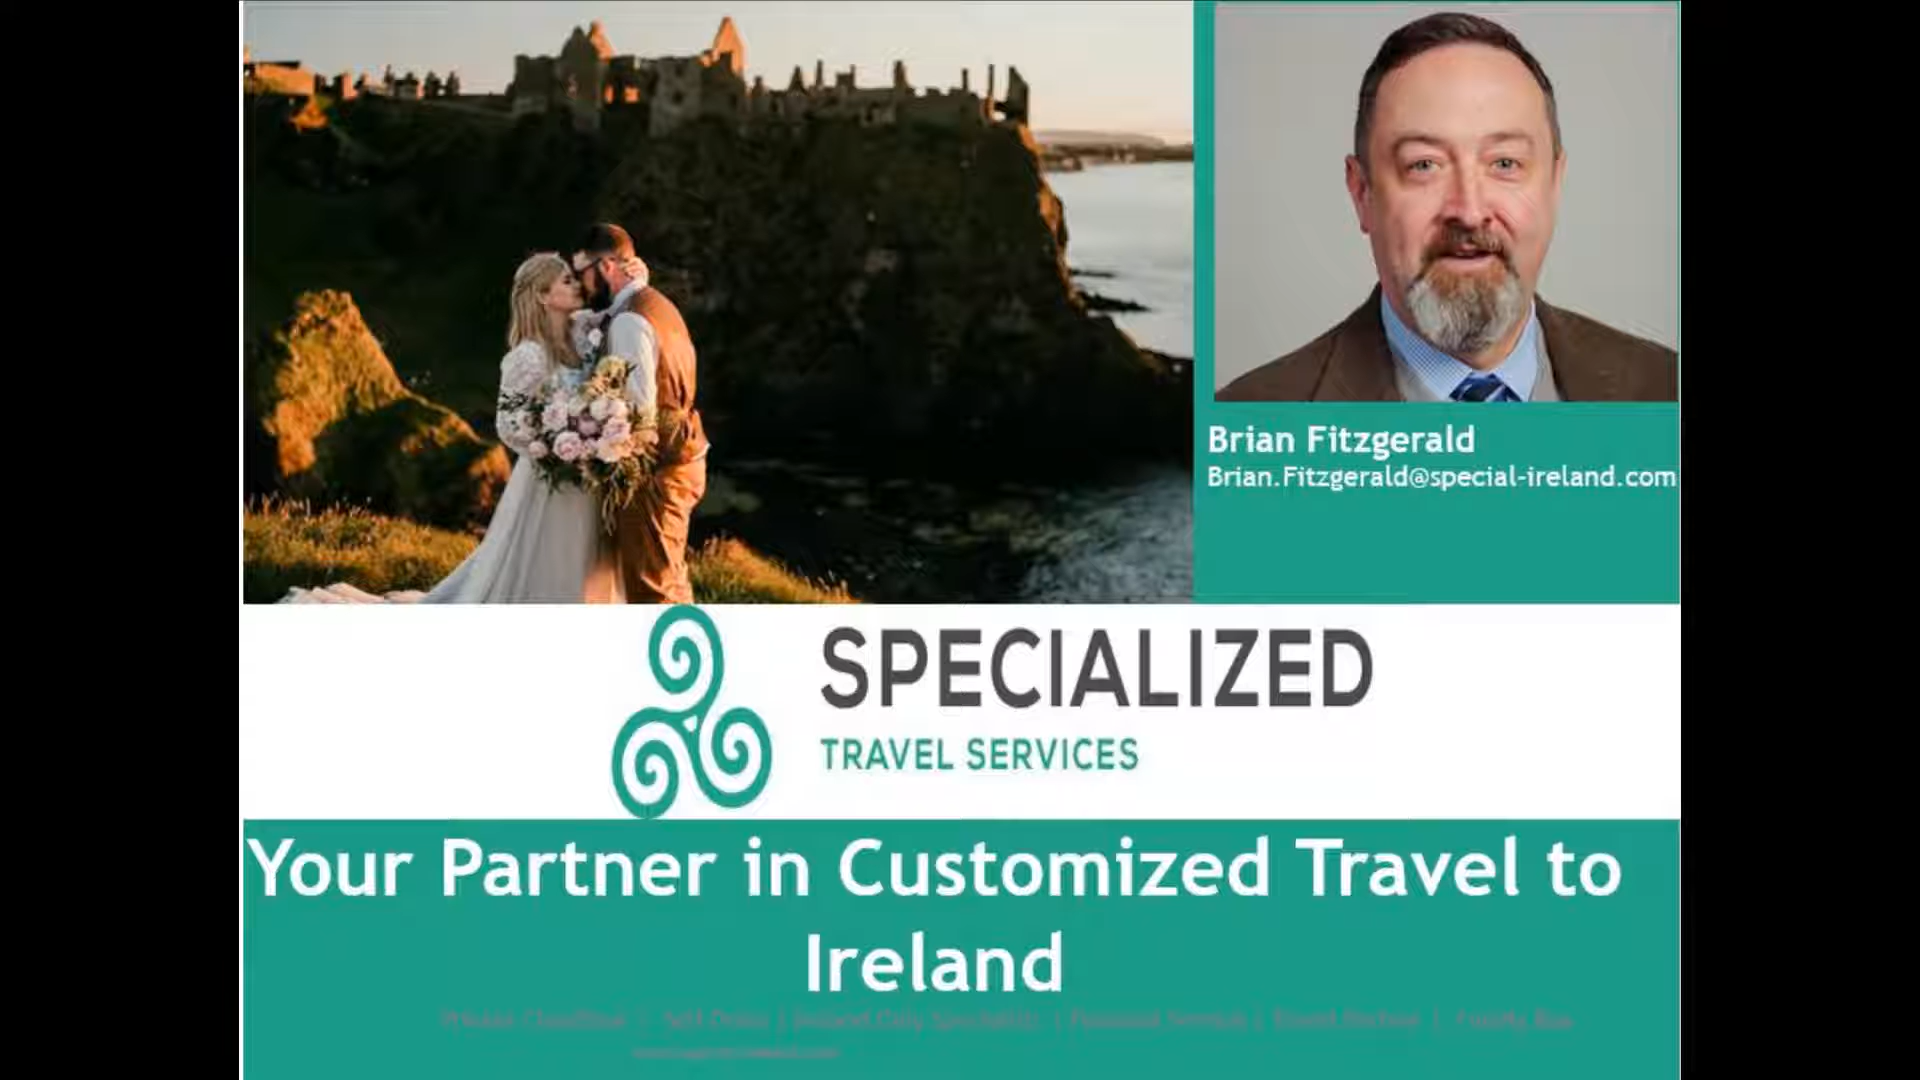 Brian Fitzgerald
Brian.Fitzgerald@special-ireland.com
SPECIALIZED
TRAVEL SERVICES
Your Partner in Customized Travel to
Ireland